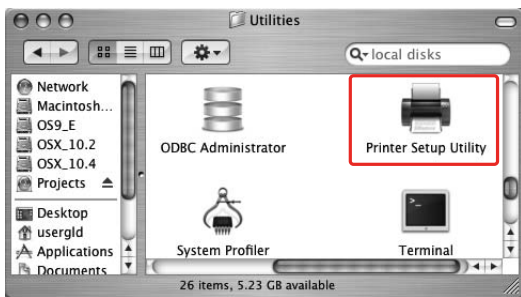 Utilities
local disks
Network
Macintosh...
OS9_E
OSX_10.2
OSX_10.4
Projects
Desktop
usergld
Applications
Documents
ODBC Administrator
Printer Setup Utility
System Profiler
Terminal
26 items, 5.23 GB available